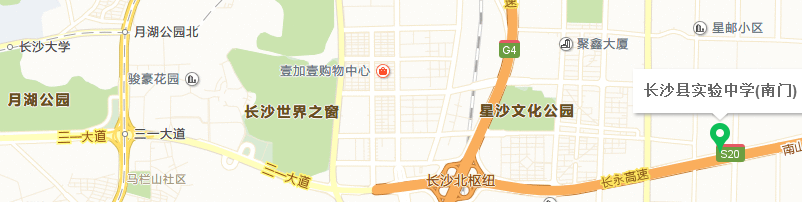 速
月湖公园北
星邮小区
长沙大学
聚鑫大厦
G4
壹加壹购物中心
骏豪花园
长沙县实验中学(南门)
月湖公园
长沙世界之窗
星沙文化公园
三一大道
三一大道
S20
南山
三一大道
马栏山社区
长沙北枢纽
长永高速